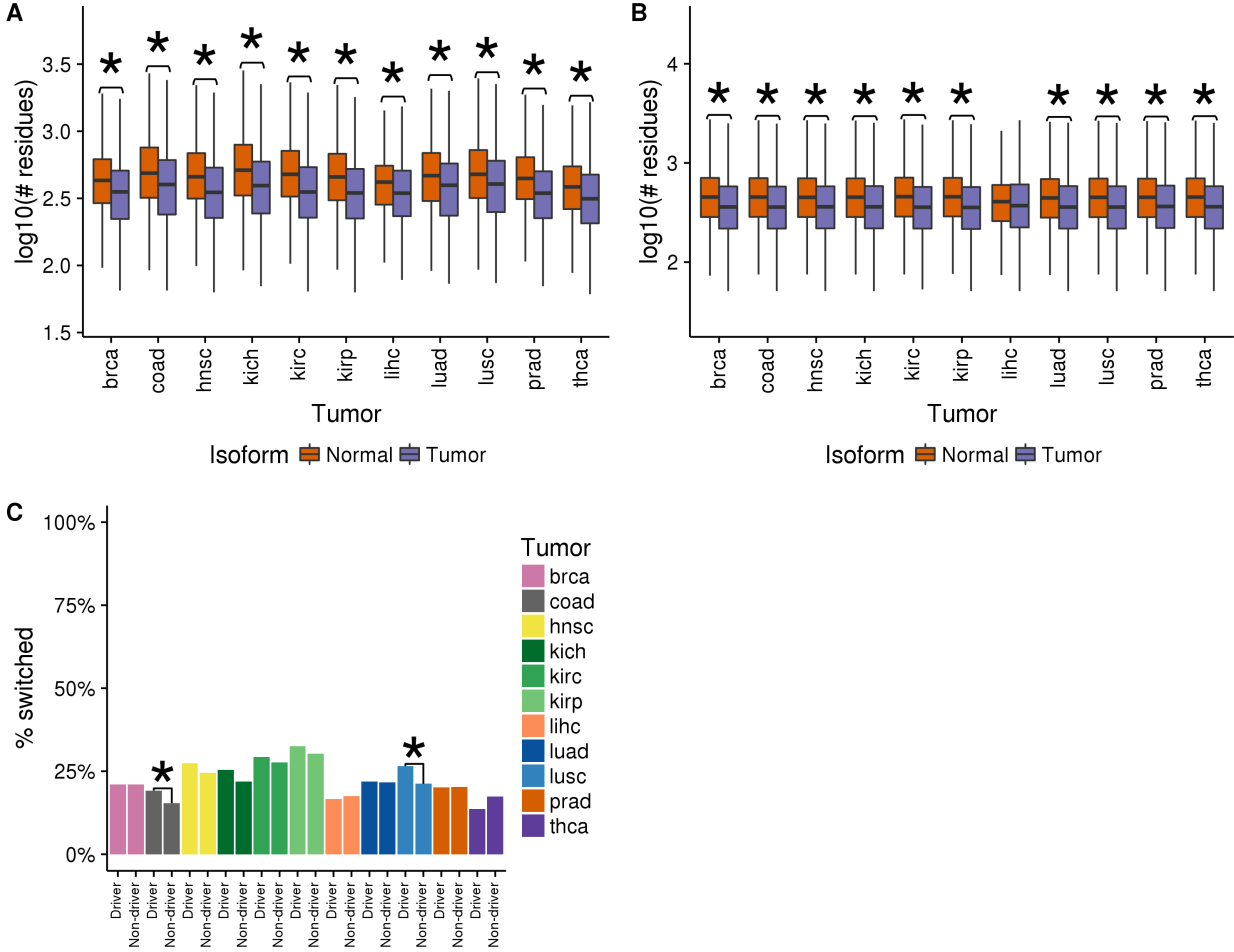 A
log10(# residues)
3.5
3.0
2.5
2.0
1.5
* * * * * * * * * * *
brca coad hnsc kich kirc kirp lihc luad lusc prad thca
Tumor
Isoform Normal Tumor
B
log10(# residues)
4
3
2
* * * * * * * * * *
brca coad hnsc kich kirc kirp lihc luad lusc prad thca
Tumor
Isoform Normal Tumor
C
% switched
100%
75%
50%
25%
0%
* *
Driver Non-driver Driver Non-driver Driver Non-driver Driver Non-driver Driver Non-driver Driver Non-driver Driver Non-driver Driver Non-driver Driver Non-driver Driver Non-driver Driver Non-driver
Tumor
brca
coad
hnsc
kich
kirc
kirp
lihc
luad
lusc
prad
thca